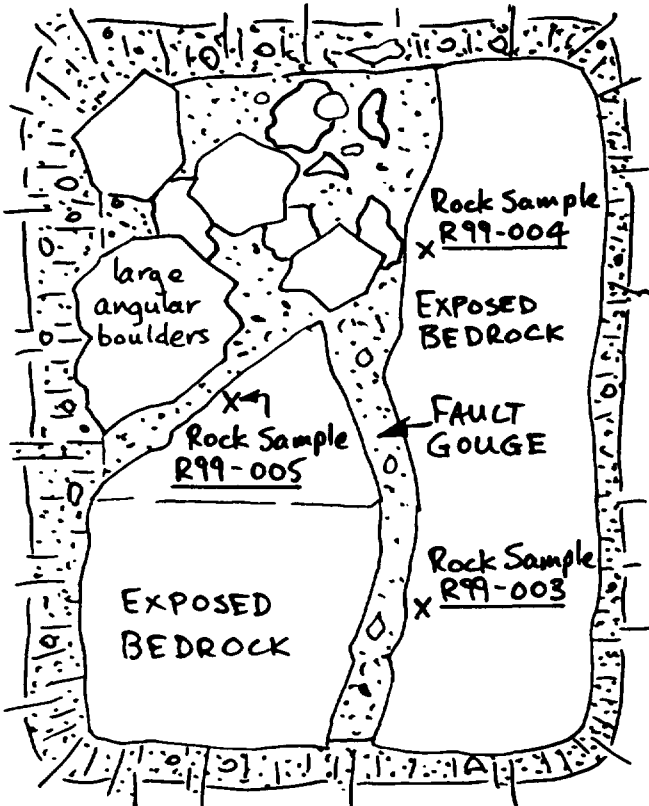 Rock Sample
R99-004
large
angular
boulders
EXPOSED
BEDROCK
FAULT
GOUGE
Rock Sample
R99-005
Rock Sample
R99-003
EXPOSED
BEDROCK